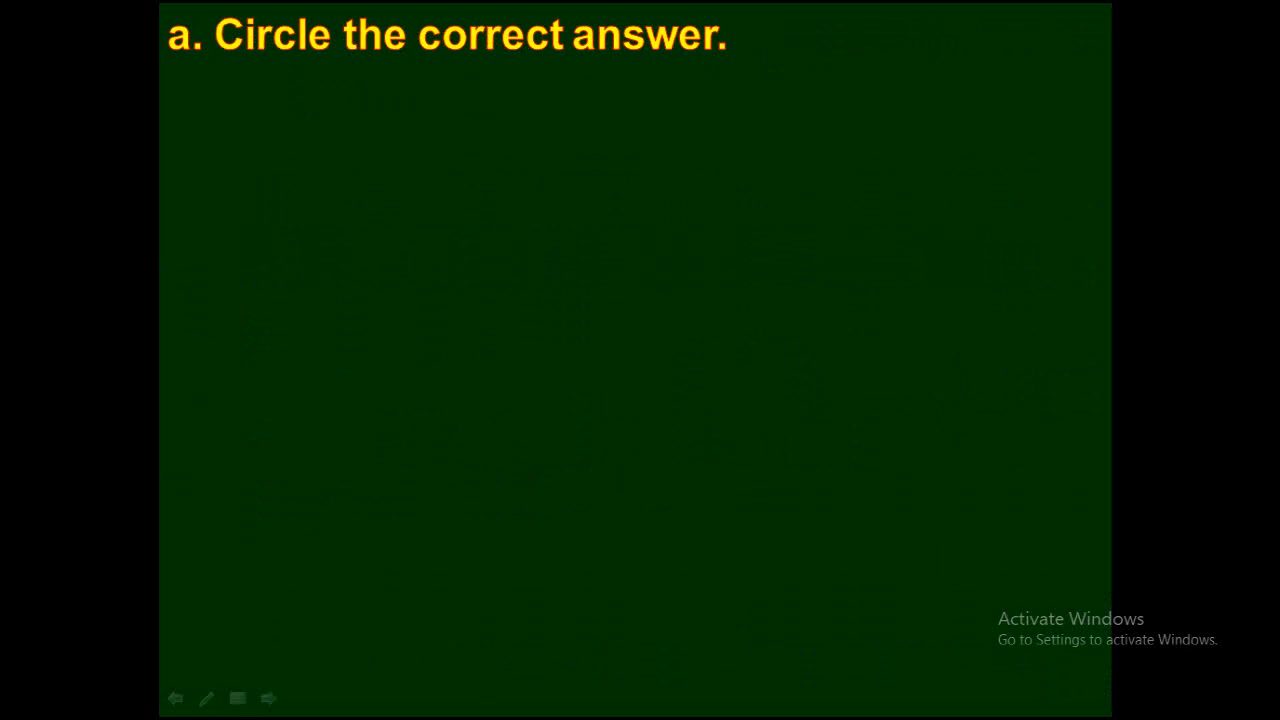 a. Circle the correct answer.
Activate Windows
Go to Settings to activate Windows.